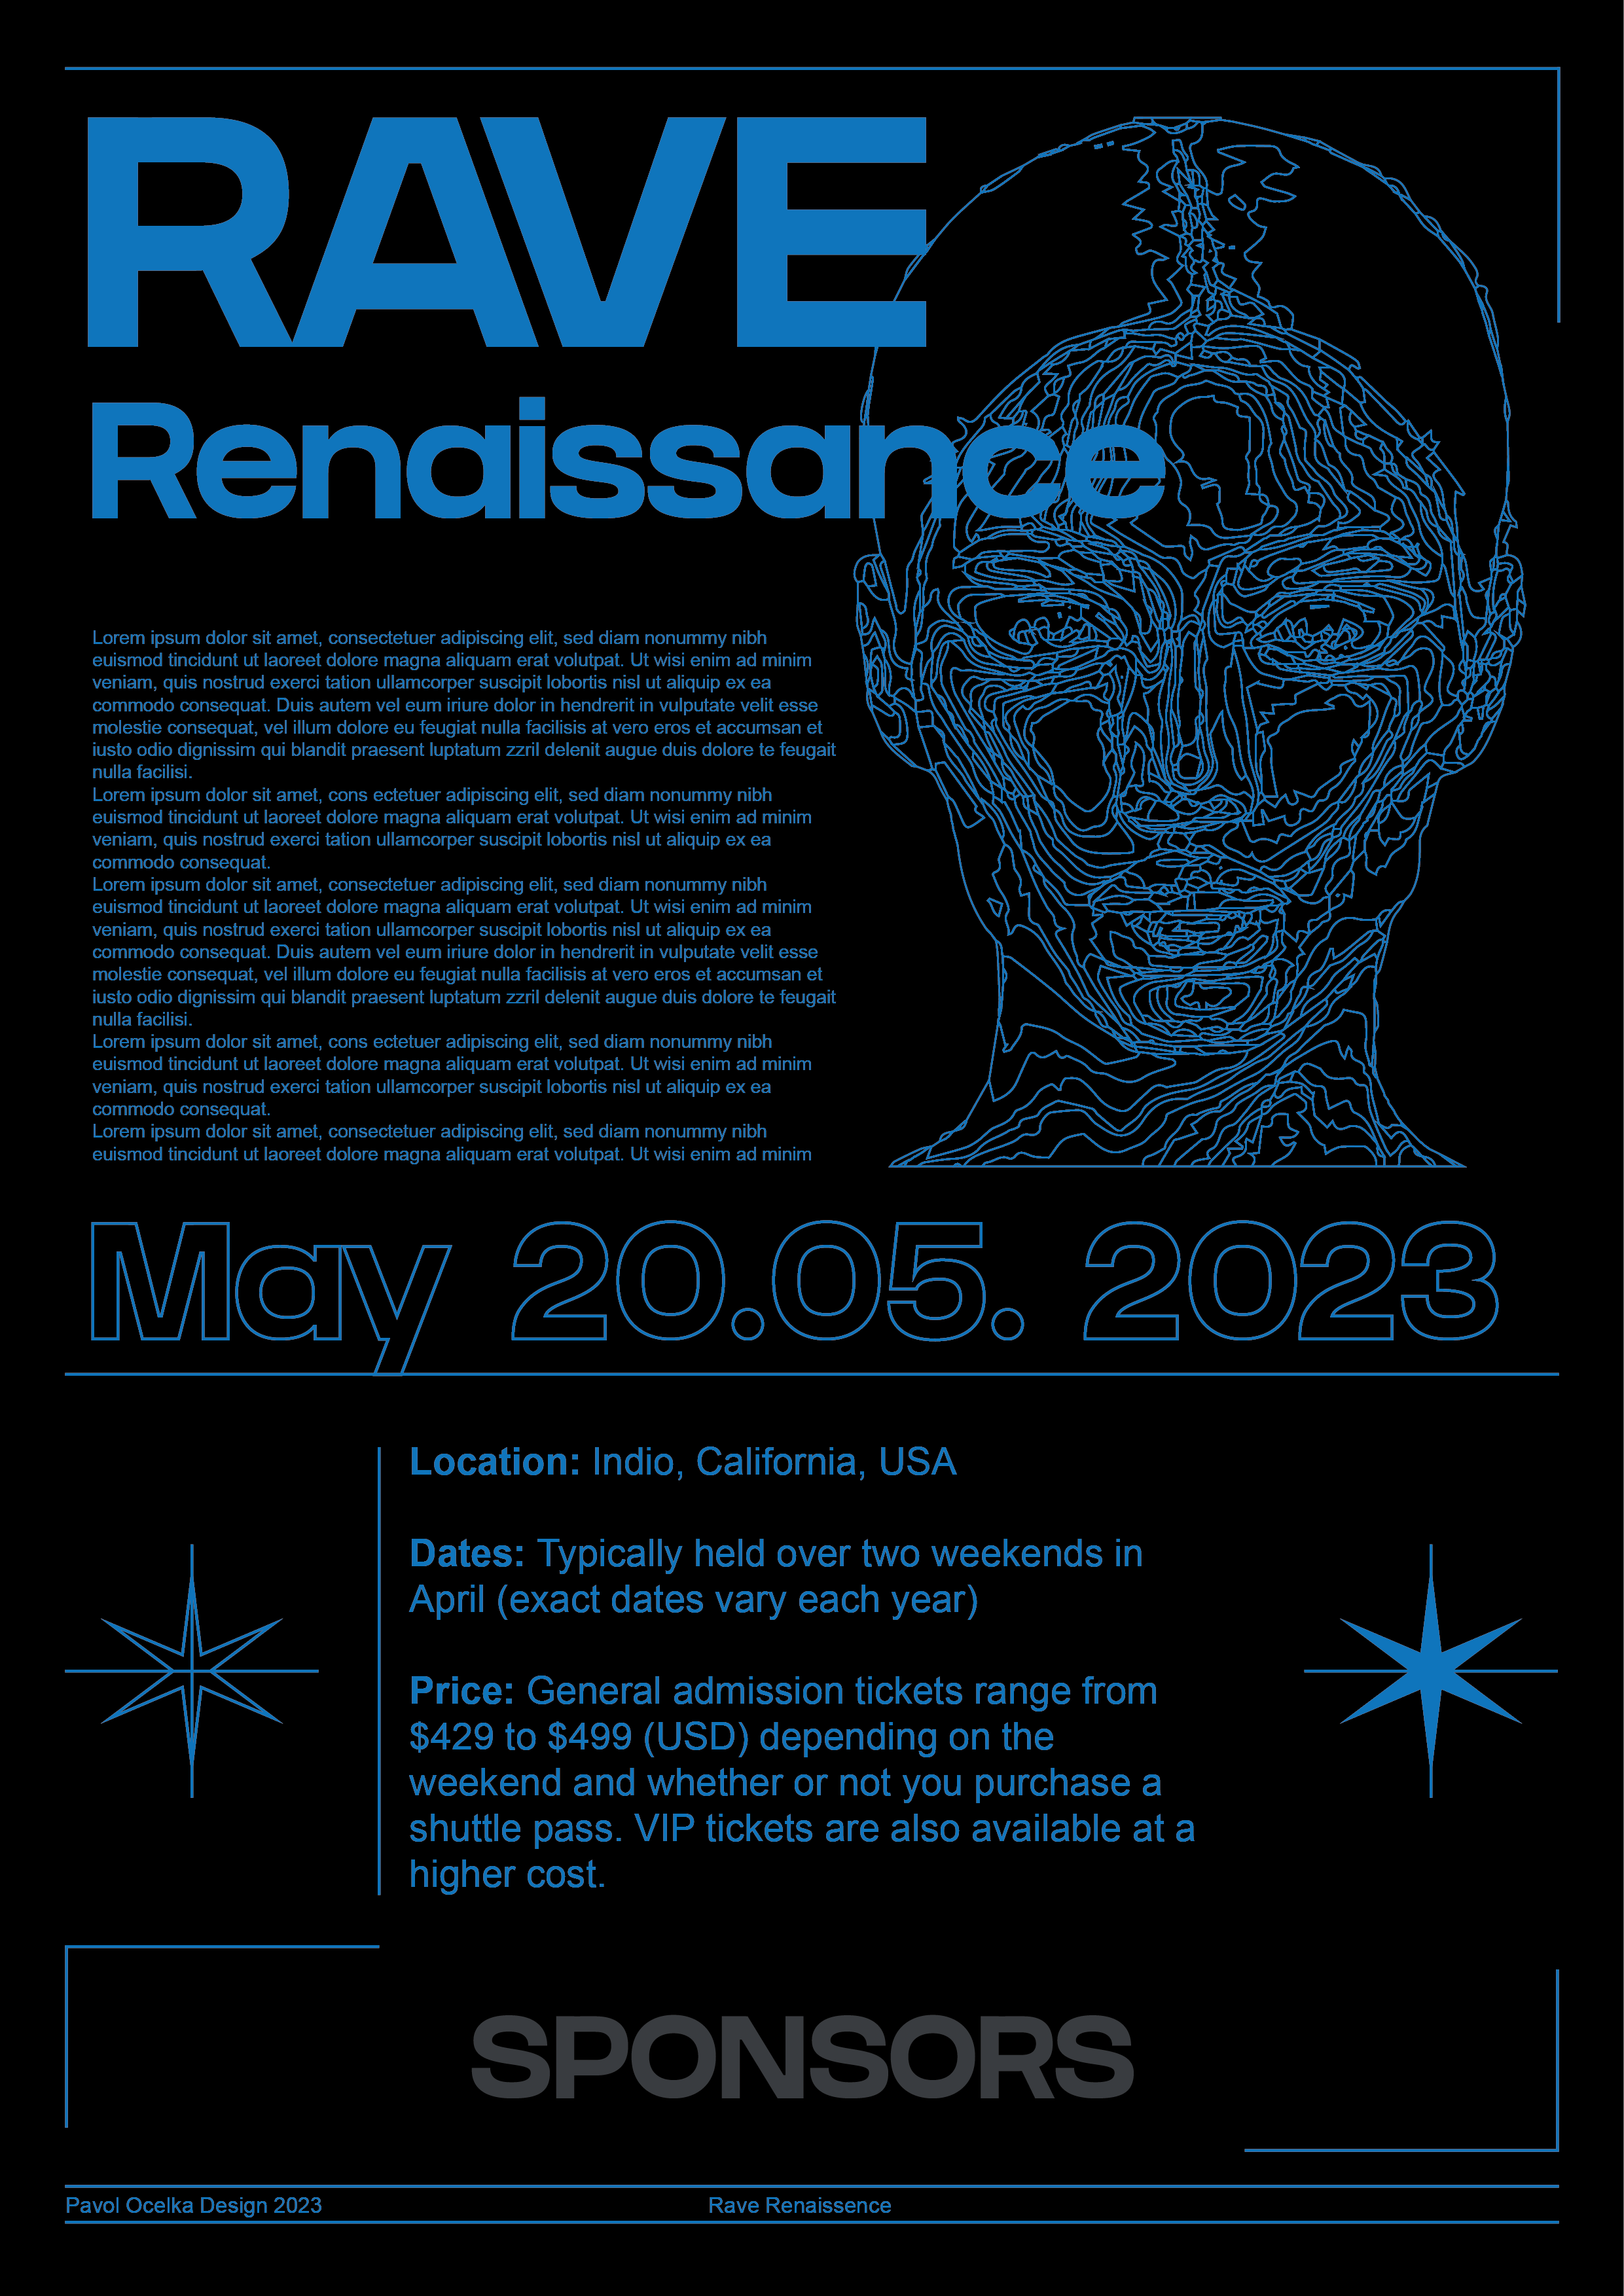 RAVE
Renaissance
Lorem ipsum dolor sit amet, consectetuer adipiscing elit, sed diam nonummy nibh
euismod tincidunt ut laoreet dolore magna aliquam erat volutpat. Ut wisi enim ad minim
veniam, quis nostrud exerci tation ullamcorper suscipit lobortis nisl ut aliquip ex ea
commodo consequat. Duis autem vel eum iriure dolor in hendrerit in vulputate velit esse
molestie consequat, vel illum dolore eu feugiat nulla facilisis at vero eros et accumsan et
iusto odio dignissim qui blandit praesent luptatum zzril delenit augue duis dolore te feugait
nulla facilisi.
Lorem ipsum dolor sit amet, cons ectetuer adipiscing elit, sed diam nonummy nibh
euismod tincidunt ut laoreet dolore magna aliquam erat volutpat. Ut wisi enim ad minim
veniam, quis nostrud exerci tation ullamcorper suscipit lobortis nisl ut aliquip ex ea
commodo consequat.
Lorem ipsum dolor sit amet, consectetuer adipiscing elit, sed diam nonummy nibh
euismod tincidunt ut laoreet dolore magna aliquam erat volutpat. Ut wisi enim ad minim
veniam, quis nostrud exerci tation ullamcorper suscipit lobortis nisl ut aliquip ex ea
commodo consequat. Duis autem vel eum iriure dolor in hendrerit in vulputate velit esse
molestie consequat, vel illum dolore eu feugiat nulla facilisis at vero eros et accumsan et
iusto odio dignissim qui blandit praesent luptatum zzril delenit augue duis dolore te feugait
nulla facilisi.
Lorem ipsum dolor sit amet, cons ectetuer adipiscing elit, sed diam nonummy nibh
euismod tincidunt ut laoreet dolore magna aliquam erat volutpat. Ut wisi enim ad minim
veniam, quis nostrud exerci tation ullamcorper suscipit lobortis nisl ut aliquip ex ea
commodo consequat.
Lorem ipsum dolor sit amet, consectetuer adipiscing elit, sed diam nonummy nibh
euismod tincidunt ut laoreet dolore magna aliquam erat volutpat. Ut wisi enim ad minim
May 20.05. 2023
Location: Indio, California, USA
Dates: Typically held over two weekends in
April (exact dates vary each year)
Price: General admission tickets range from
$429 to $499 (USD) depending on the
weekend and whether or not you purchase a
shuttle pass. VIP tickets are also available at a
higher cost.
SPONSORS
Pavol Ocelka Design 2023
Rave Renaissence